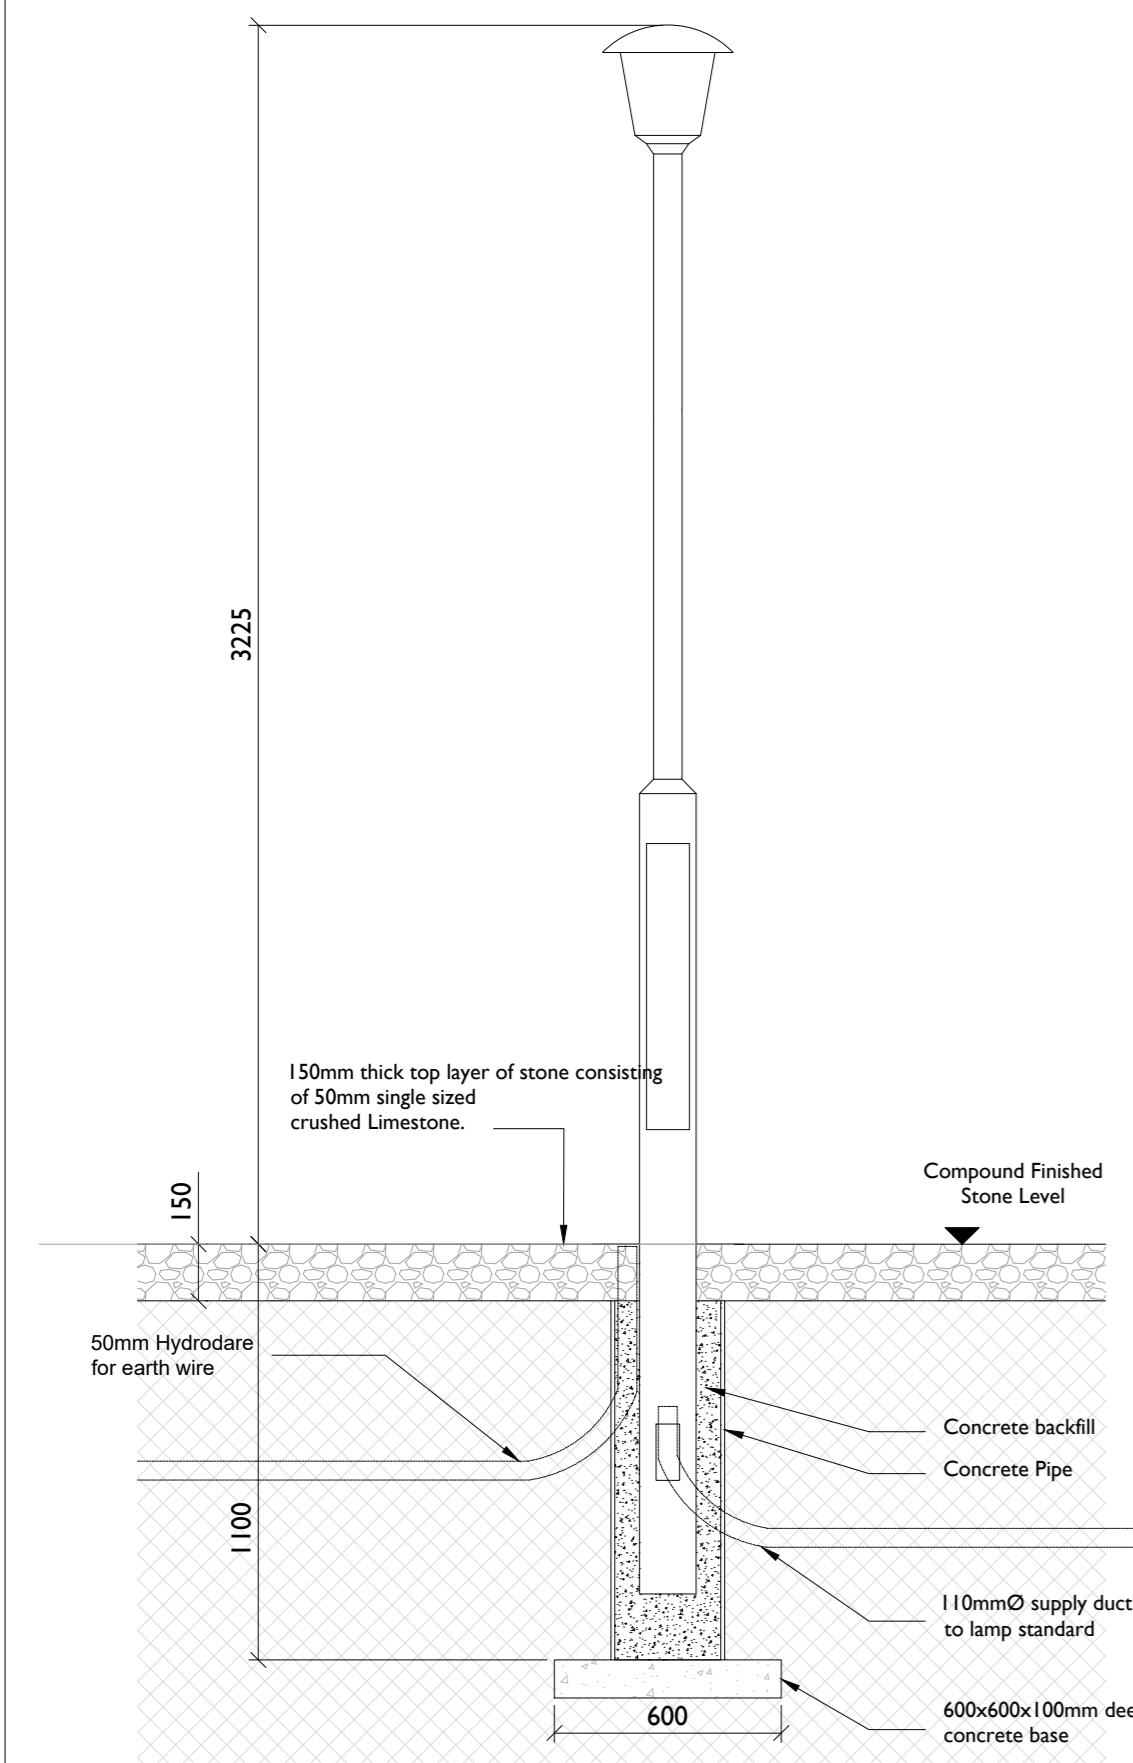 3225
150mm thick top layer of stone consisting
of 50mm single sized
crushed Limestone.
150
Compound Finished
Stone Level
50mm Hydrodare
for earth wire
Concrete backfill
Concrete Pipe
1100
110mmØ supply duct
to lamp standard
600x600x100mm dee
concrete base
600